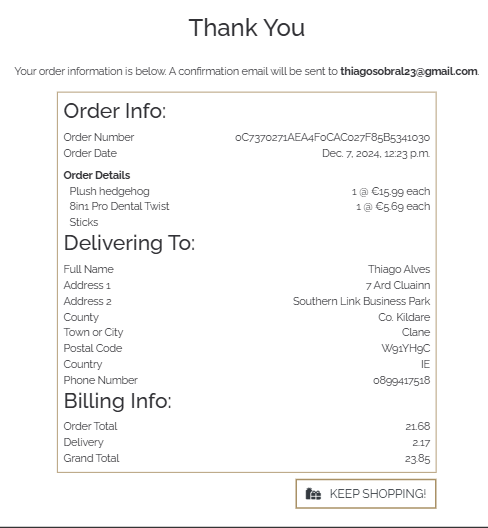 Thank You
Your order information is below. A confirmation email will be sent to thiagosobral23@gmail.com.
Order Info:
Order Number 0C7370271AEA4F0CAC027F85B5341030
Order Date Dec. 7, 2024, 12:23 p.m.
Order Details
Plush hedgehog 1 @ €15.99 each
8in1 Pro Dental Twist 1 @ €5.69 each
Sticks
Delivering To:
Full Name Thiago Alves
Address 1 7 Ard Cluainn
Address 2 Southern Link Business Park
County Co. Kildare
Town or City Clane
Postal Code W91YH9C
Country IE
Phone Number 0899417518
Billing Info:
Order Total 21.68
Delivery 2.17
Grand Total 23.85
KEEP SHOPPING!